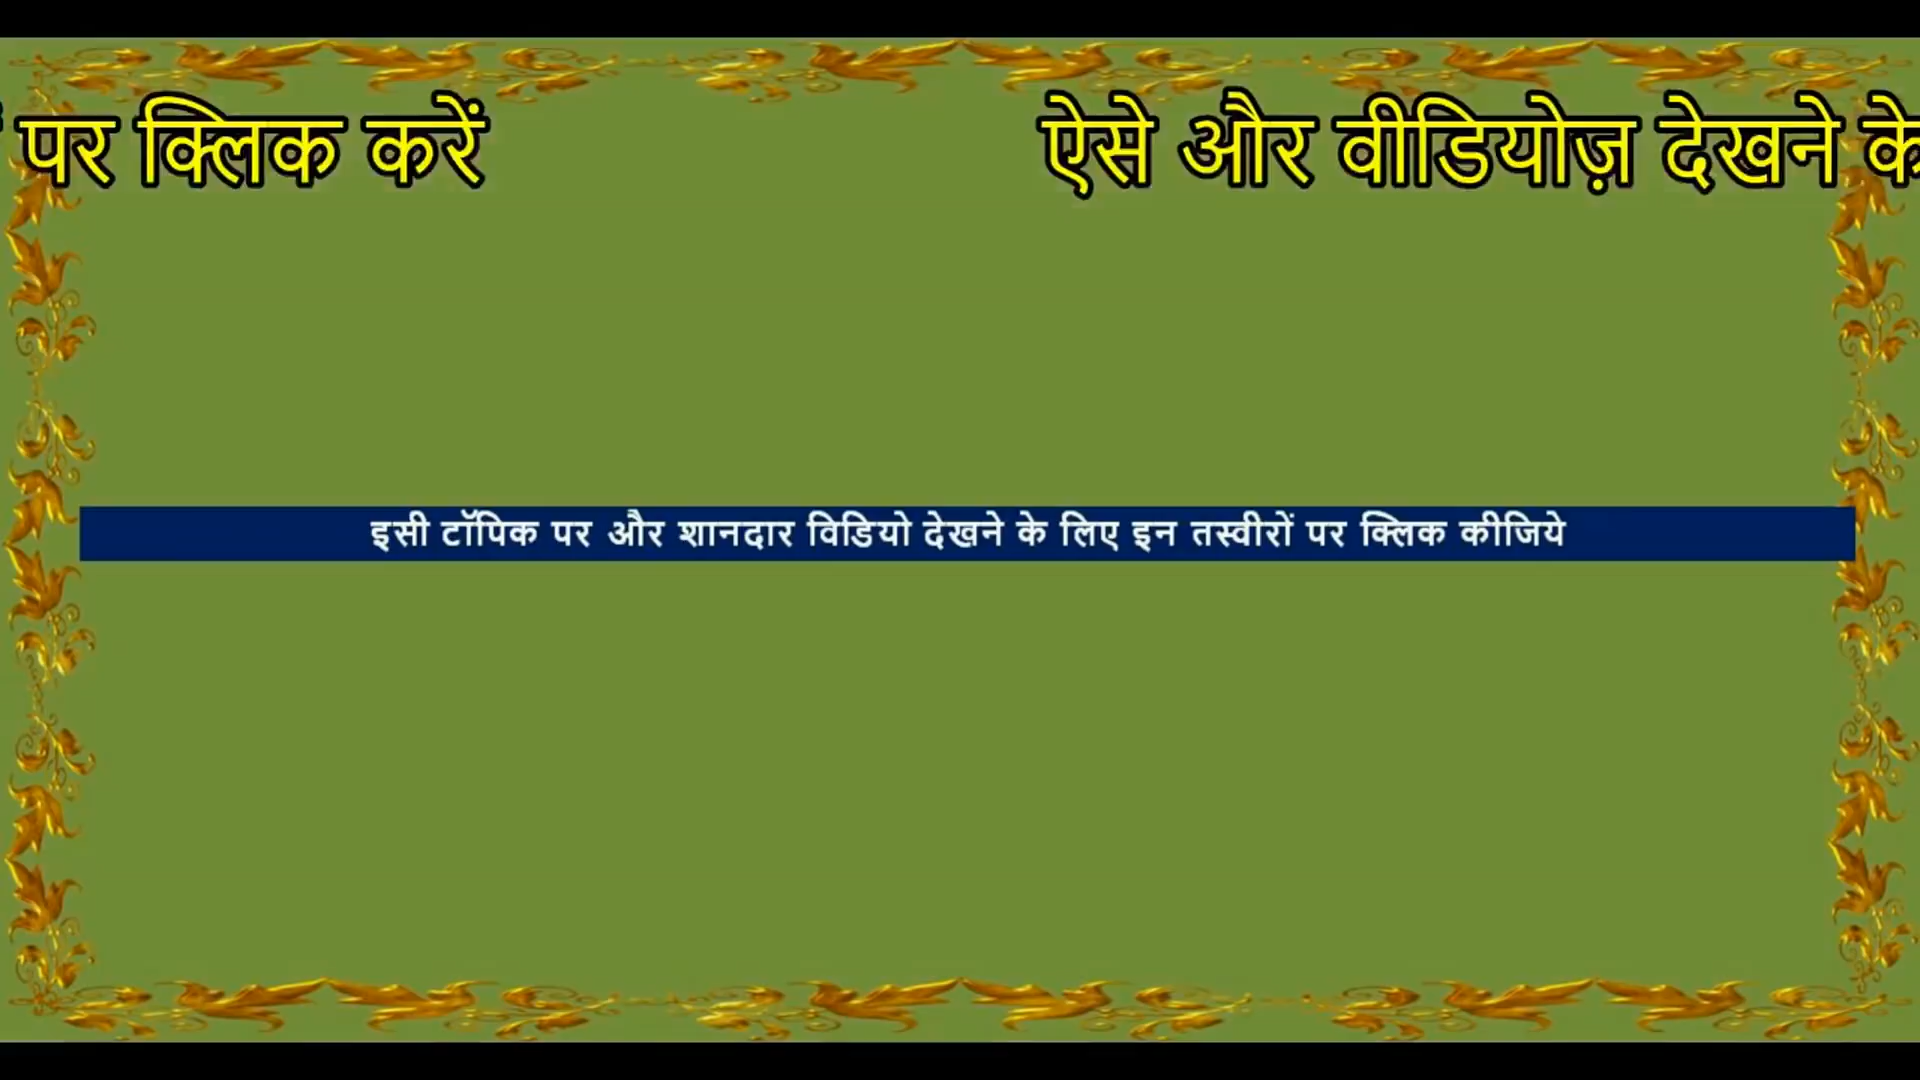 पर क्लिक करें ऐसे और वीडियोज़ देखने के
इसी टॉपिक पर और शानदार विडियो देखने के लिए इन तस्वीरों पर क्लिक कीजिये